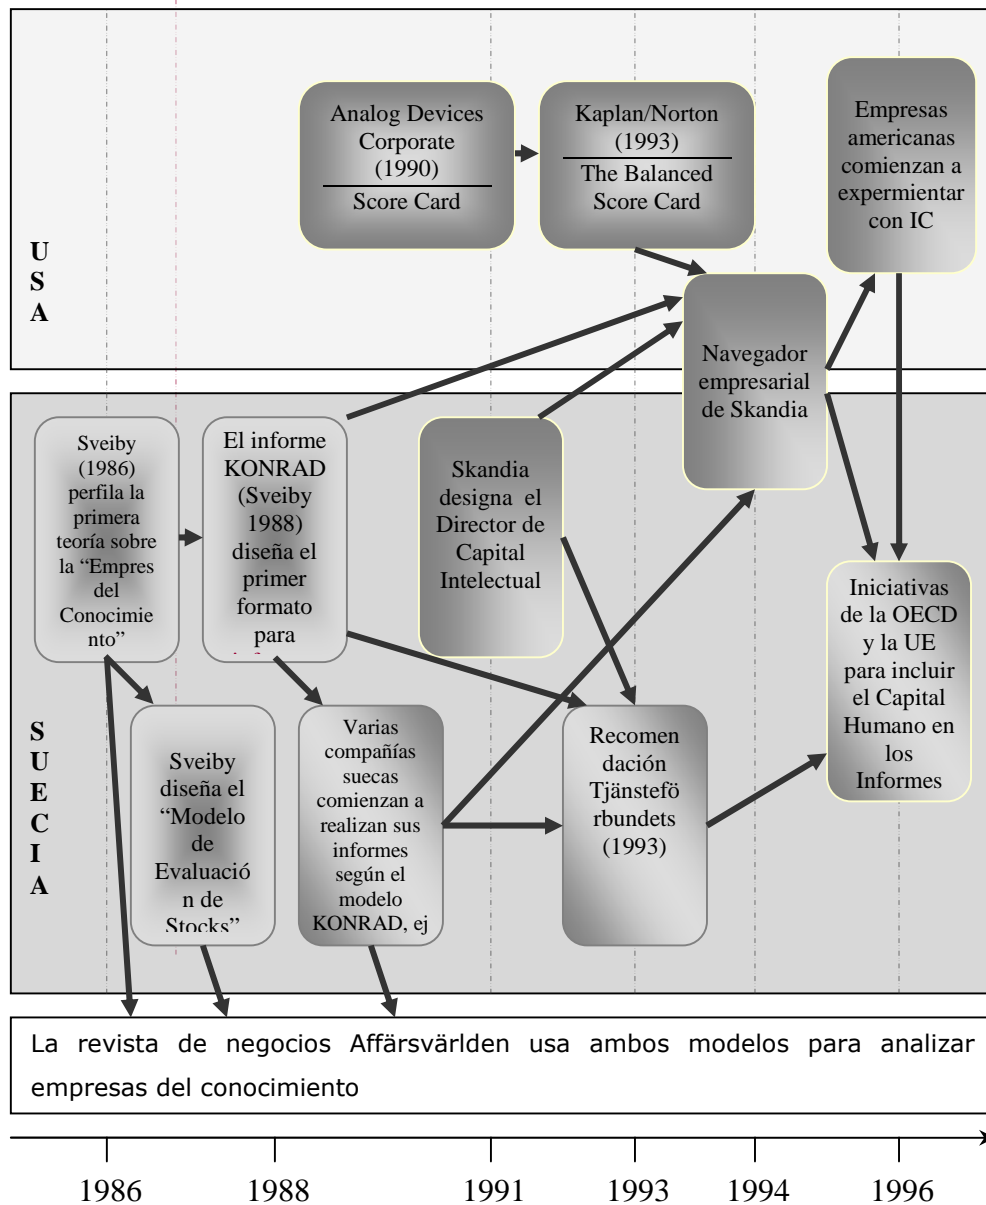 Analog Devices
Corporate
(1990)
Score Card
Kaplan/Norton
(1993)
The Balanced
Score Card
Empresas
americanas
comienzan a
expermientar
con IC
U
S
A
Navegador
empresarial
de Skandia
Sveiby
(1986)
perfila la
primera
teoría sobre
la “Empres
del
Conocimie
nto”
El informe
KONRAD
(Sveiby
1988)
diseña el
primer
formato
para
Skandia
designa el
Director de
Capital
Intelectual
Iniciativas
de la OECD
y la UE
para incluir
el Capital
Humano en
los
Informes
S
U
E
C
I
A
Sveiby
diseña el
“Modelo
de
Evaluació
n de
Stocks”
Varias
compañías
suecas
comienzan a
realizan sus
informes
según el
modelo
KONRAD, ej
Recomen
dación
Tjänstefö
rbundets
(1993)
La revista de negocios Affärsvärlden usa ambos modelos para analizar
empresas del conocimiento
1986 1988 1991 1993 1994 1996